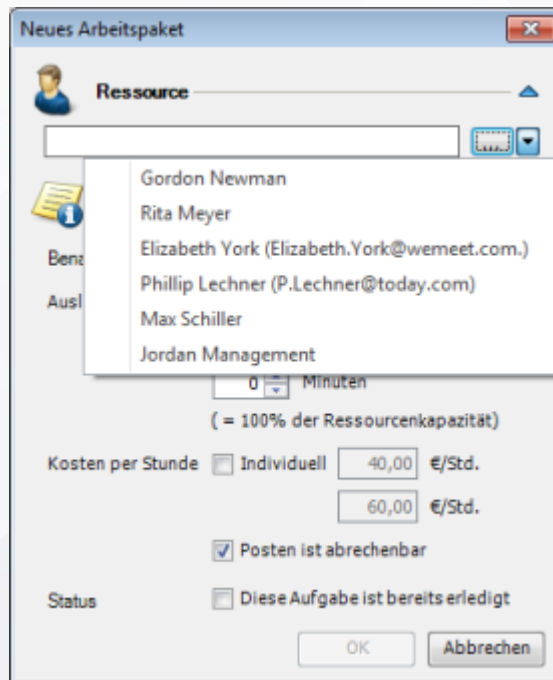 Neues Arbeitspaket
Ressource
...
Gordon Newman
Rita Meyer
Elizabeth York (Elizabeth.York@wemeet.com.)
Phillip Lechner (P.Lechner@today.com)
Max Schiller
Jordan Management
0 Minuten
( = 100% der Ressourcenkapazität)
Kosten per Stunde Individuell 40,00 €/Std.
60,00 €/Std.
Posten ist abrechenbar
Status Diese Aufgabe ist bereits erledigt
OK Abbrechen